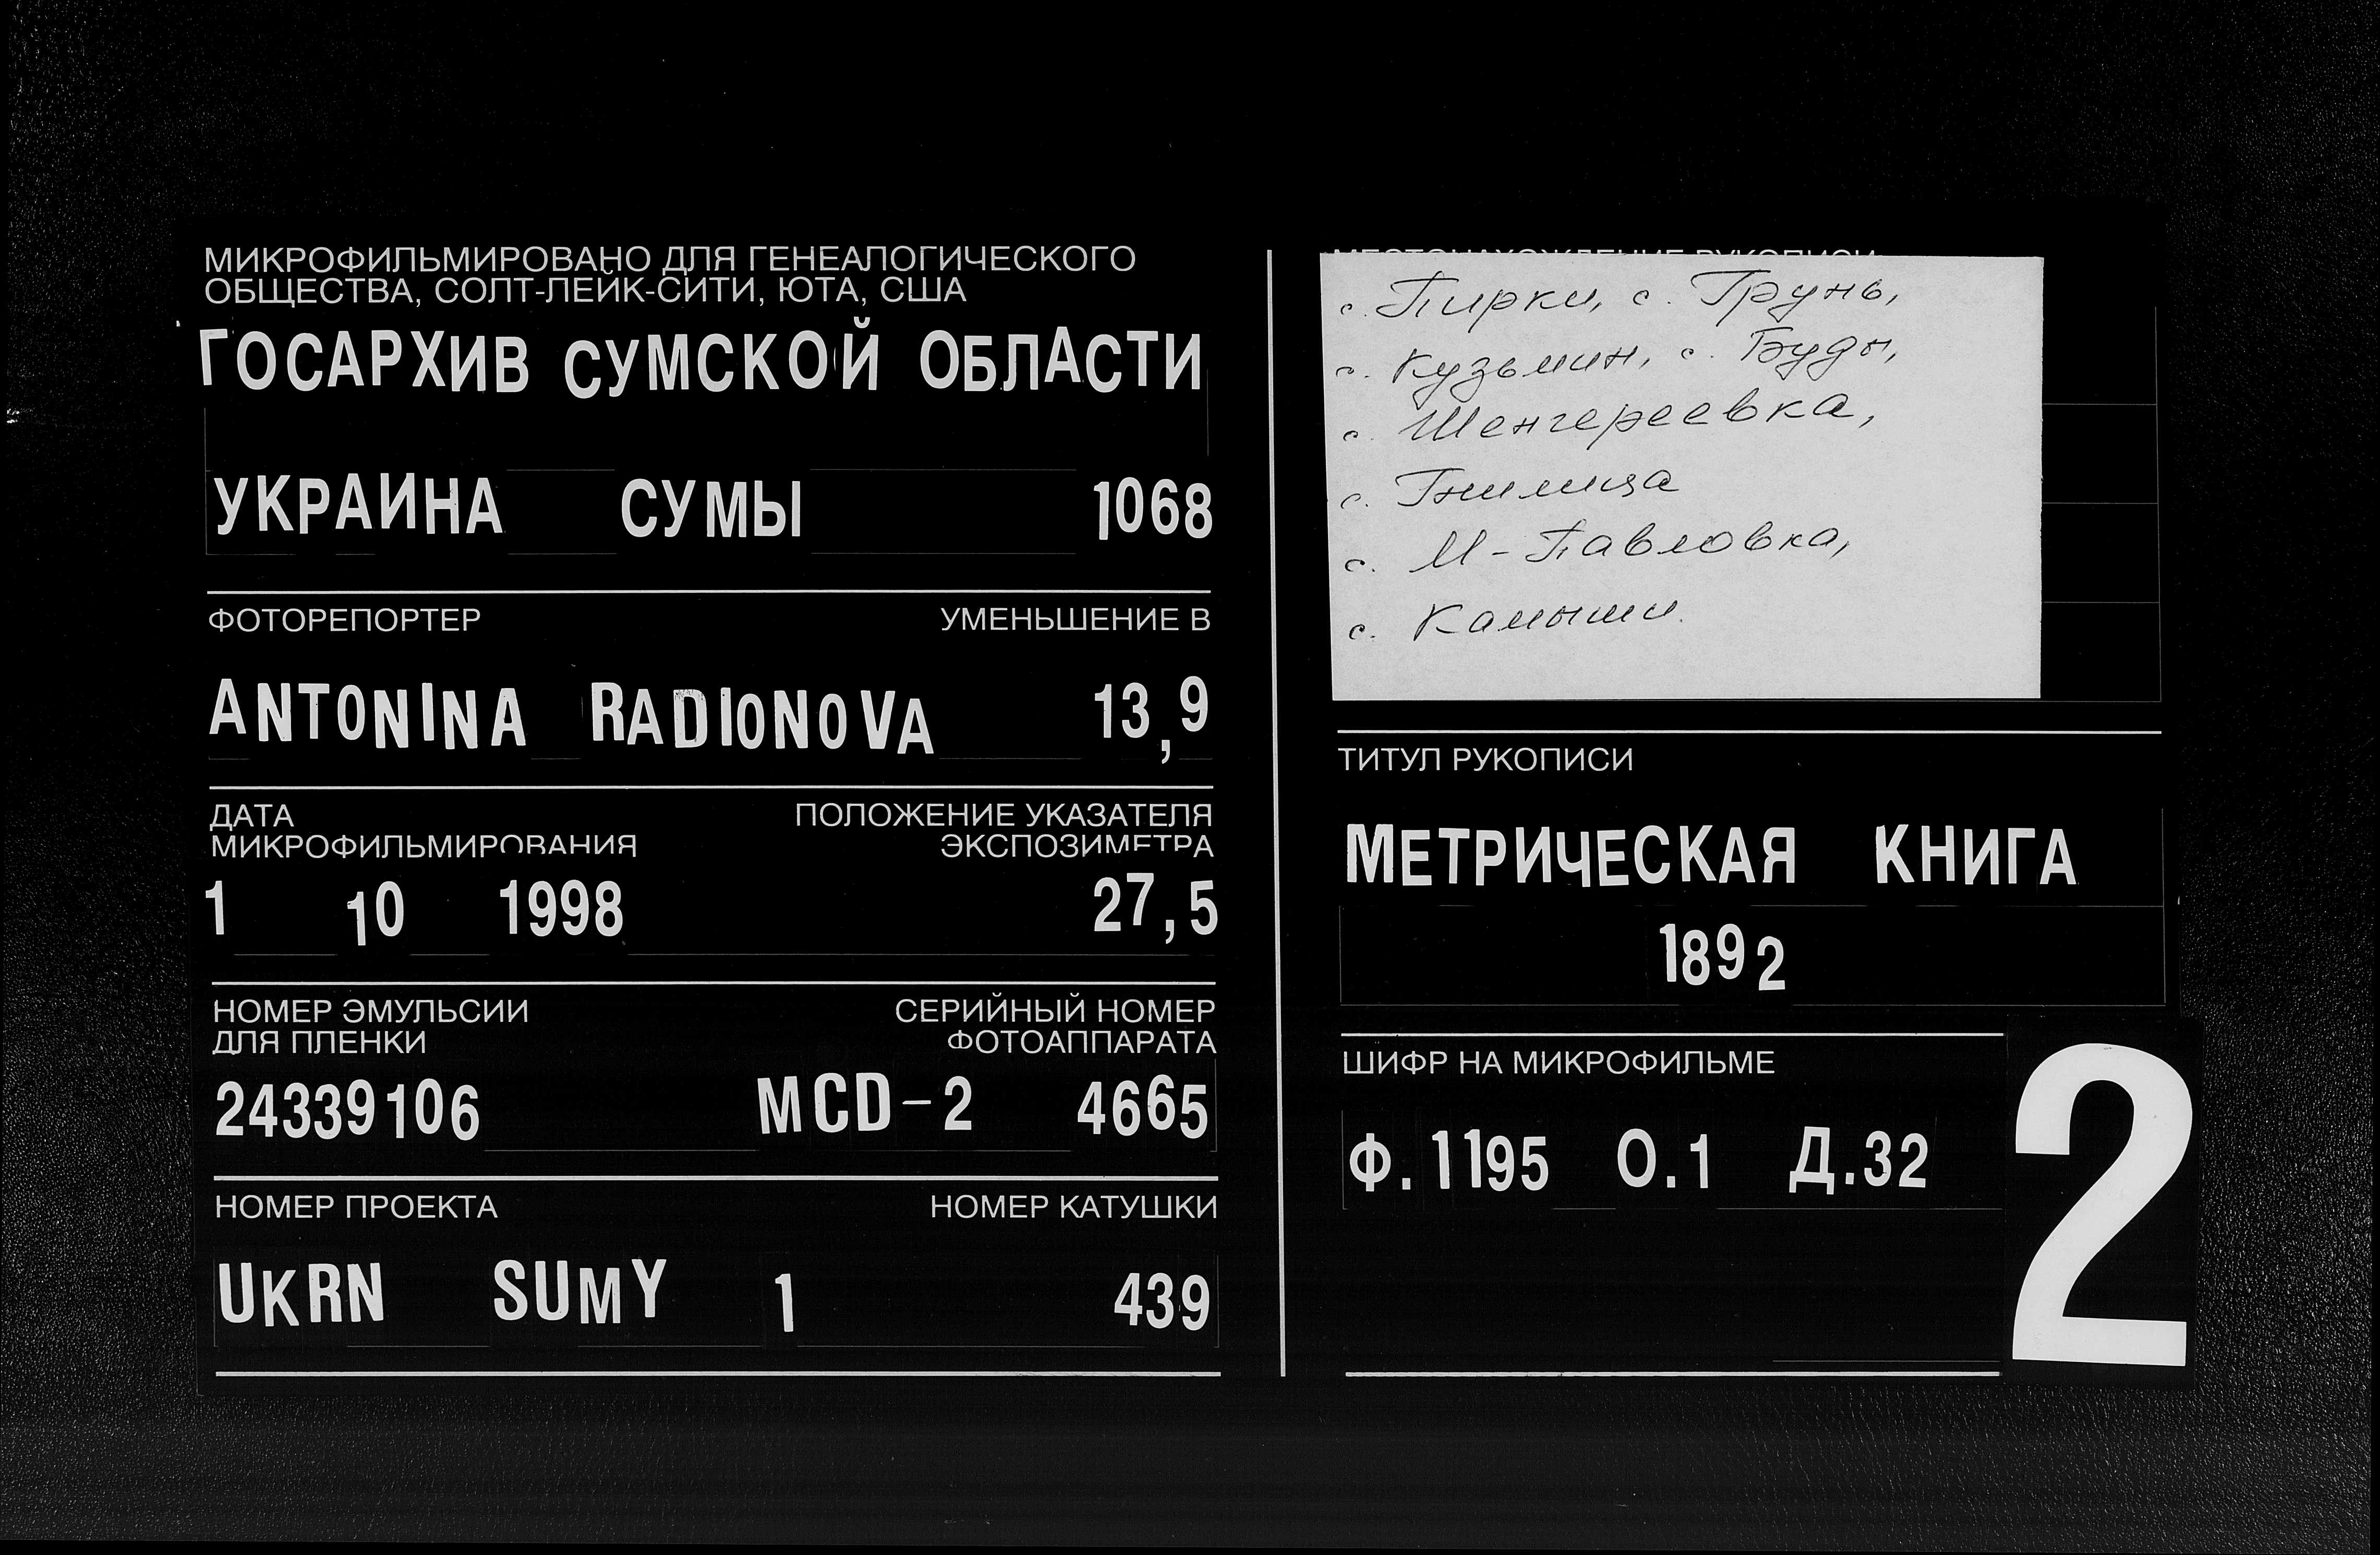 МИКРОФИЛЬМИРОВАНО ДЛЯ ГЕНЕАЛОГИЧЕСКОГО
ОБЩЕСТВА, СОЛТ-ЛЕЙК-СИТИ, ЮТА, США
ГОСАРХИВ СУМСКОЙ ОБЛАСТИ
УКРАИНА СУМЫ 1068
ФОТОРЕПОРТЕР УМЕНЬШЕНИЕ В
ANTONINA RADIONOVA 13,9
ДАТА ПОЛОЖЕНИЕ УКАЗАТЕЛЯ
МИКРОФИЛЬМИРОВАНИЯ ЭКСПОЗИМЕТРА
1 10 1998 27,5
НОМЕР ЭМУЛЬСИИ СЕРИЙНЫЙ НОМЕР
ДЛЯ ПЛЕНКИ ФОТОАППАРАТА
24339106 MCD-2 4665
НОМЕР ПРОЕКТА НОМЕР КАТУШКИ
UKRN SUMY 1 439
МЕСТОНАХОЖДЕНИЕ РУКОПИСИ
с. Пирки, с. Грунь,
с. Кузьмин, с. Буды,
с. Шенгереевка,
с. Гнилица
с. М-Павловка,
с. Камыши.
ТИТУЛ РУКОПИСИ
МЕТРИЧЕСКАЯ КНИГА
1892
ШИФР НА МИКРОФИЛЬМЕ
Ф. 1195 О.1 Д.32
2